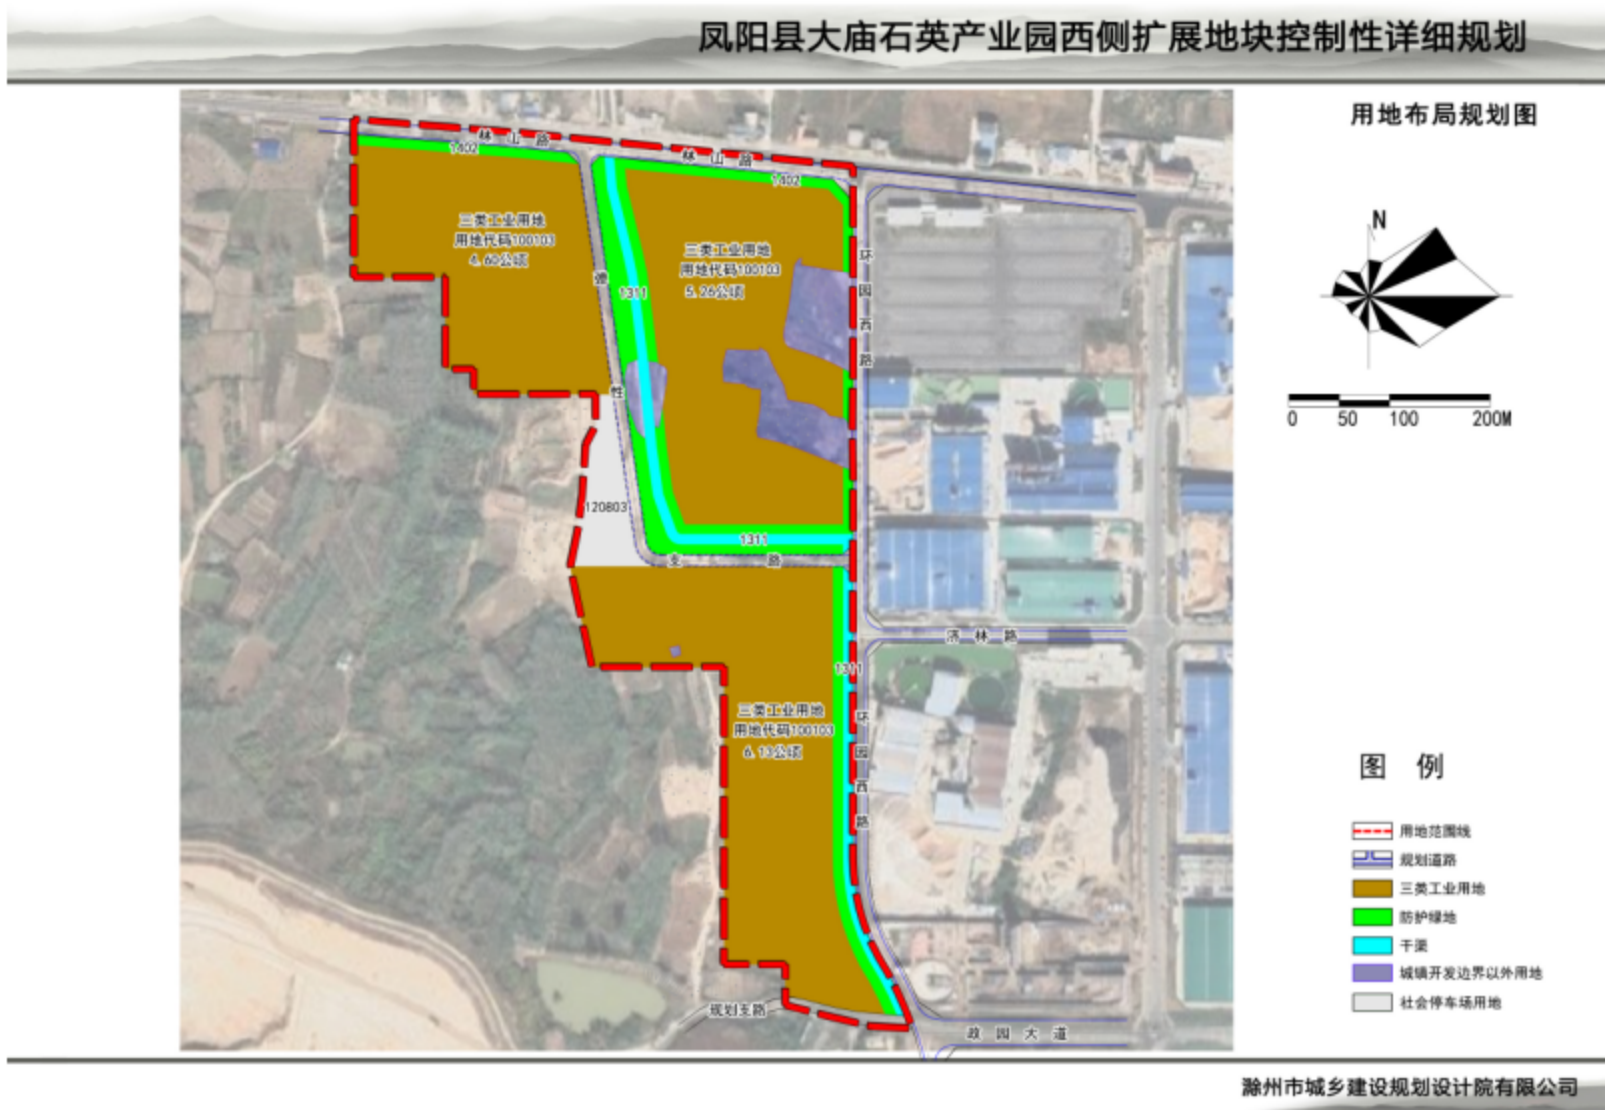 凤阳县大庙石英产业园西侧扩展地块控制性详细规划
用地布局规划图
林 山 路
1402
林 山 路
1402
三类工业用地
用地代码100103
4.60公顷
三类工业用地
用地代码100103
5.26公顷
1311
性
环 园 西 路
120803
1311
支 路
济 林 路
1311
三类工业用地
用地代码100103
6.13公顷
环 园 西 路
规划支路
政 园 大 道
N
0 50 100 200M
图 例
用地范围线
规划道路
三类工业用地
防护绿地
干渠
城镇开发边界以外用地
社会停车场用地
滁州市城乡建设规划设计院有限公司